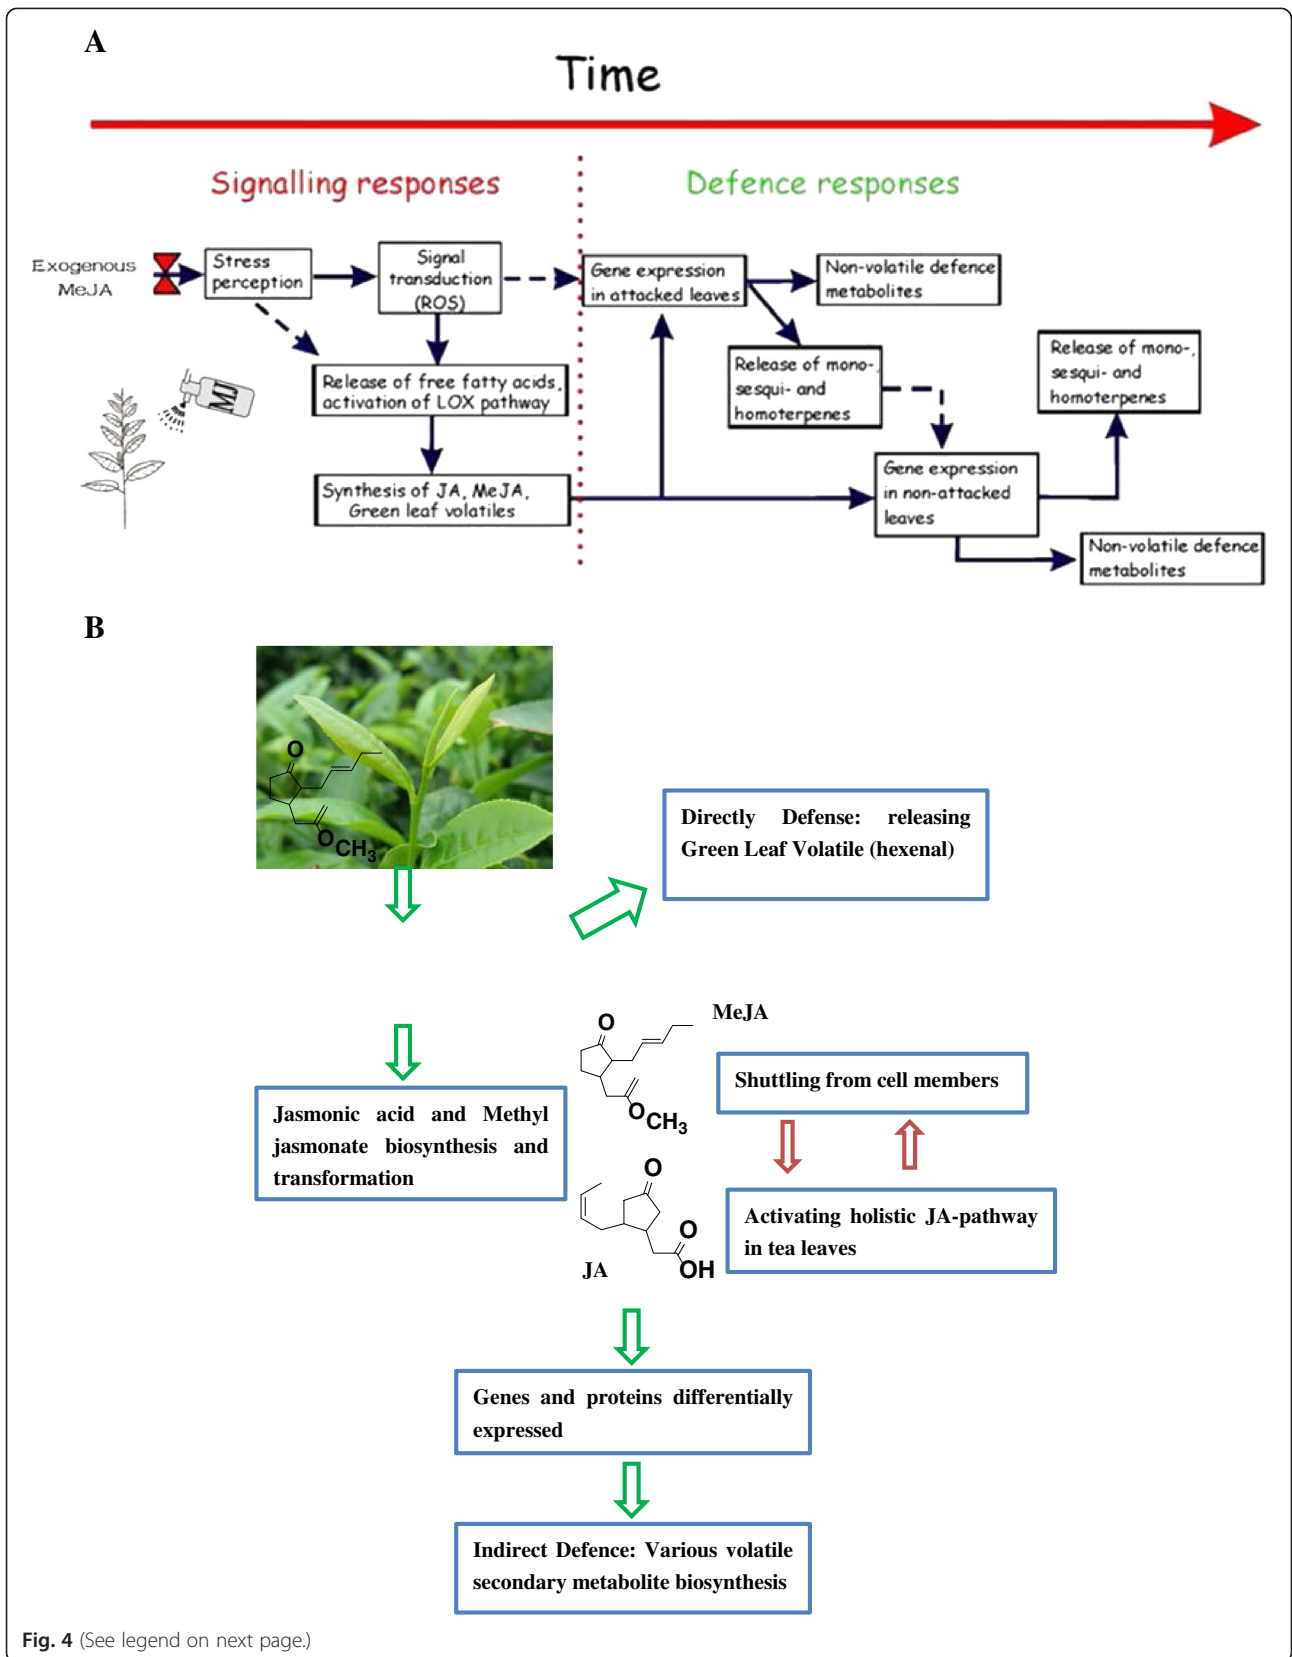 A
Time
Signalling responses
Defence responses
Exogenous
MeJA
Stress
perception
Signal
transduction
(ROS)
Gene expression
in attacked leaves
Non-volatile defence
metabolites
Release of free fatty acids,
activation of LOX pathway
Release of mono-,
sesqui- and
homoterpenes
Release of mono-,
sesqui- and
homoterpenes
MJ
Synthesis of JA, MeJA,
Green leaf volatiles
Gene expression
in non-attacked
leaves
Non-volatile defence
metabolites
B
O
O
CH3
Directly Defense: releasing
Green Leaf Volatile (hexenal)
MeJA
O
O
CH3
Shuttling from cell members
Jasmonic acid and Methyl
jasmonate biosynthesis and
transformation
O
O
OH
JA
Activating holistic JA-pathway
in tea leaves
Genes and proteins differentially
expressed
Indirect Defence: Various volatile
secondary metabolite biosynthesis
Fig. 4 (See legend on next page.)